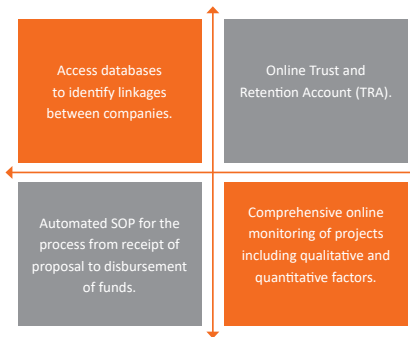 Access databases
to identify linkages
between companies.
Online Trust and
Retention Account (TRA).
Automated SOP for the
process from receipt of
proposal to disbursement
of funds.
Comprehensive online
monitoring of projects
including qualitative and
quantitative factors.